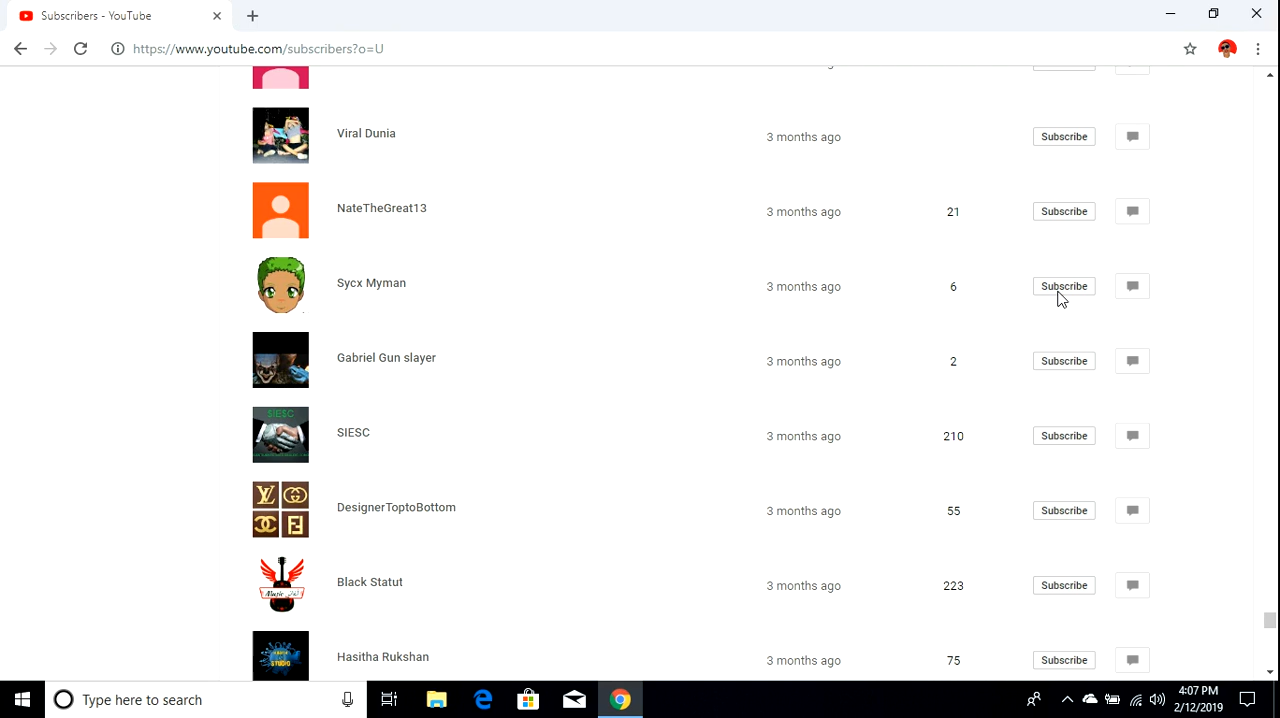 Subscribers - YouTube
https://www.youtube.com/subscribers?o=U
Viral Dunia 3 months ago Subscribe
NateTheGreat13 3 months ago 21 Subscribe
Sycx Myman 3 months ago 6 Subscribe
Gabriel Gun slayer 3 months ago 2 Subscribe
SIESC 3 months ago 210 Subscribe
DesignerToptoBottom 3 months ago 55 Subscribe
Black Statut 3 months ago 223 Subscribe
Hasitha Rukshan 3 months ago 75 Subscribe
Type here to search
4:07 PM
2/12/2019